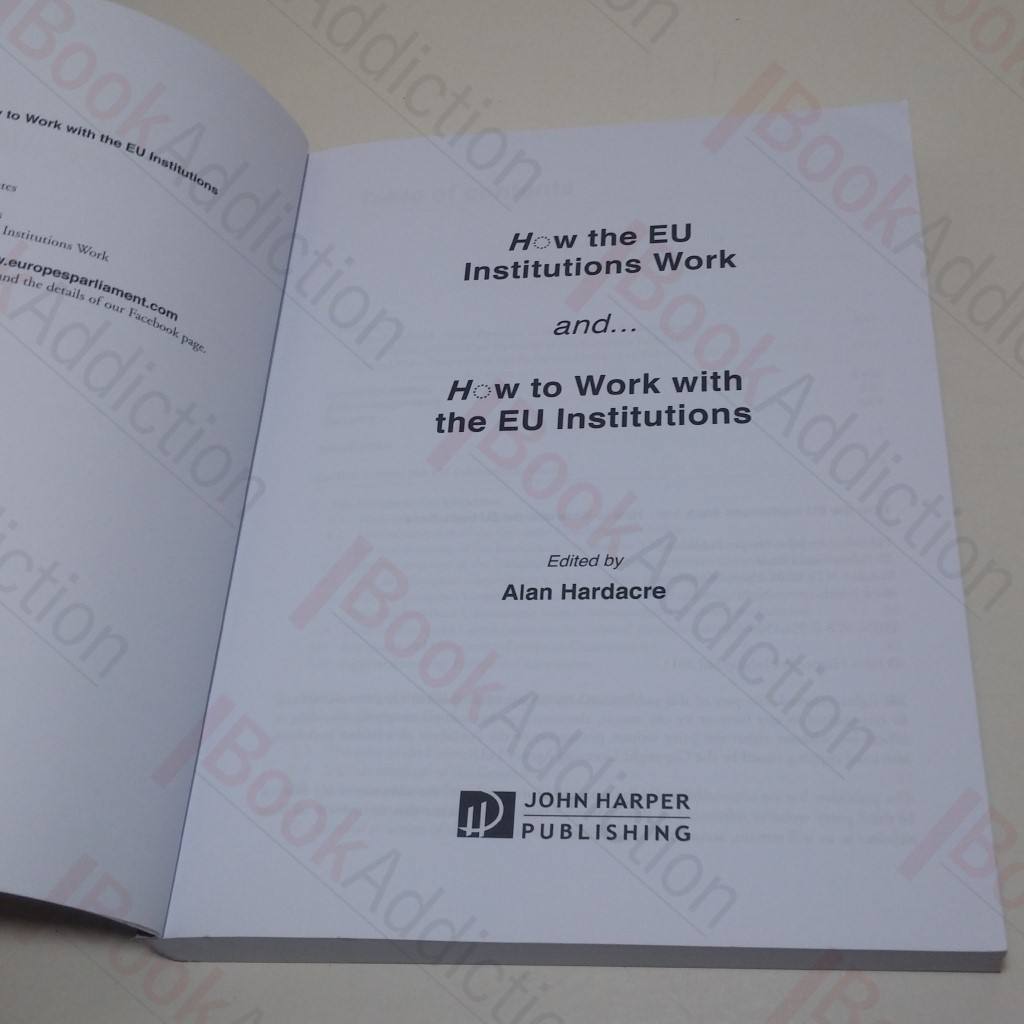 to Work with the EU Institutions
Institutions Work
.europesparliament.com
and the details of our Facebook page.
How the EU
Institutions Work
and...
How to Work with
the EU Institutions
Edited by
Alan Hardacre
JOHN HARPER
PUBLISHING
BookAddiction